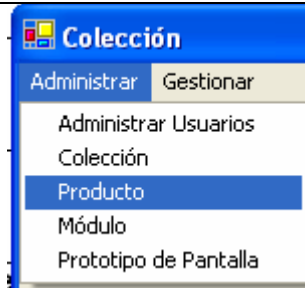 Colección
Administrar Gestionar
Administrar Usuarios
Colección
Producto
Módulo
Prototipo de Pantalla